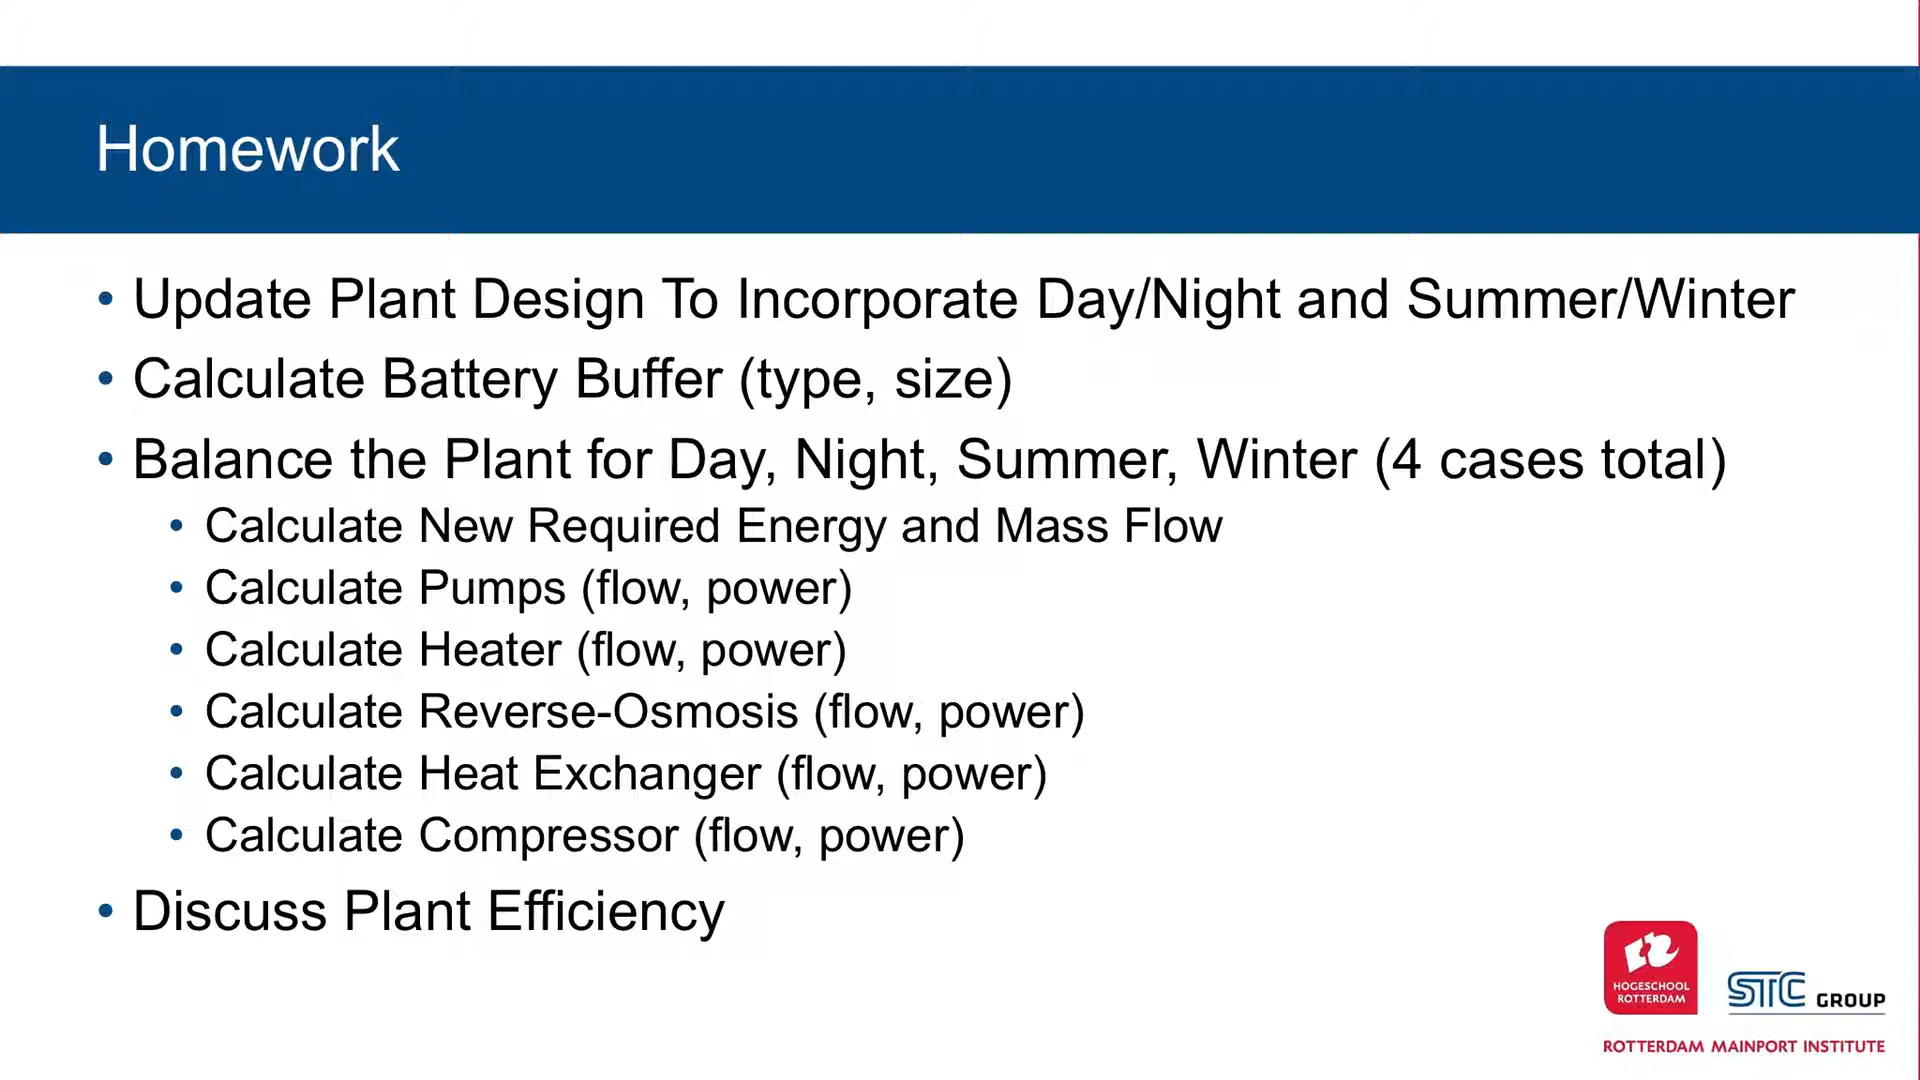 Homework
• Update Plant Design To Incorporate Day/Night and Summer/Winter
• Calculate Battery Buffer (type, size)
• Balance the Plant for Day, Night, Summer, Winter (4 cases total)
• Calculate New Required Energy and Mass Flow
• Calculate Pumps (flow, power)
• Calculate Heater (flow, power)
• Calculate Reverse-Osmosis (flow, power)
• Calculate Heat Exchanger (flow, power)
• Calculate Compressor (flow, power)
• Discuss Plant Efficiency
HOGESCHOOL
ROTTERDAM
STC GROUP
ROTTERDAM MAINPORT INSTITUTE